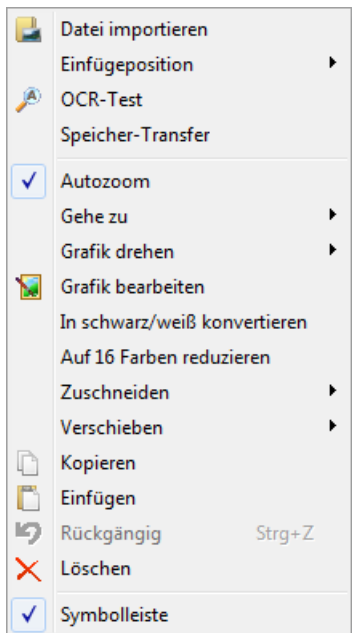 Datei importieren
Einfügeposition
OCR-Test
Speicher-Transfer
Autozoom
Gehe zu
Grafik drehen
Grafik bearbeiten
In schwarz/weiß konvertieren
Auf 16 Farben reduzieren
Zuschneiden
Verschieben
Kopieren
Einfügen
Rückgängig Strg+Z
Löschen
Symbolleiste